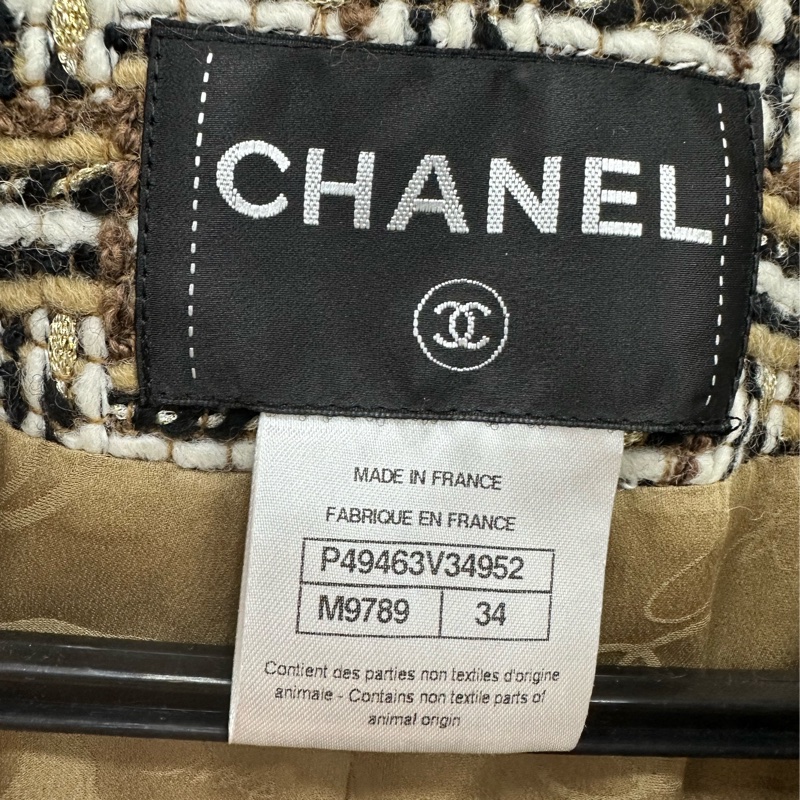 CHANEL
MADE IN FRANCE
FABRIQUE EN FRANCE
P49463V34952
M9789 34
Contient des parties non textiles d'origine
animale - Contains non textile parts of
animal origin